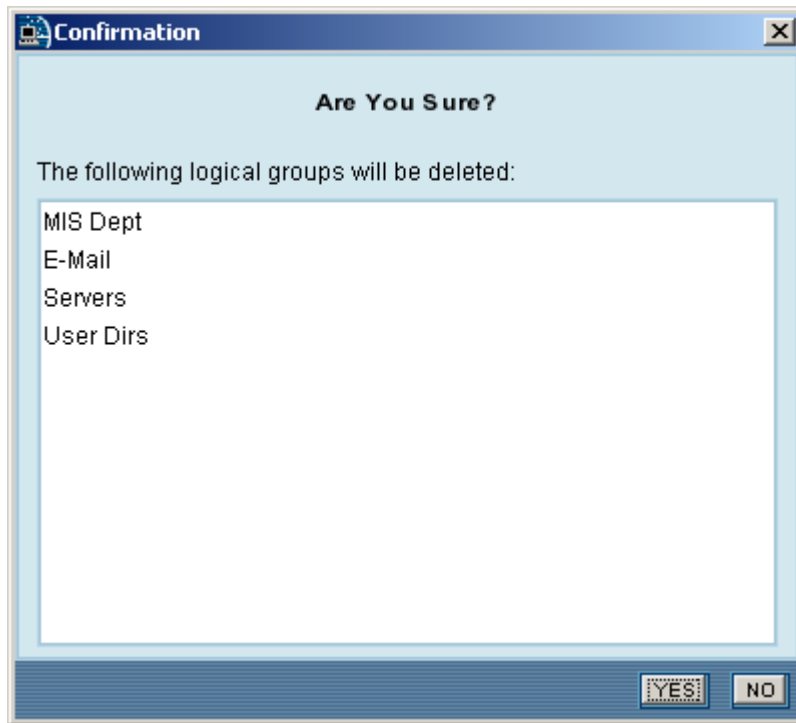 Confirmation
Are You Sure?
The following logical groups will be deleted:
MIS Dept
E-Mail
Servers
User Dirs
YES NO